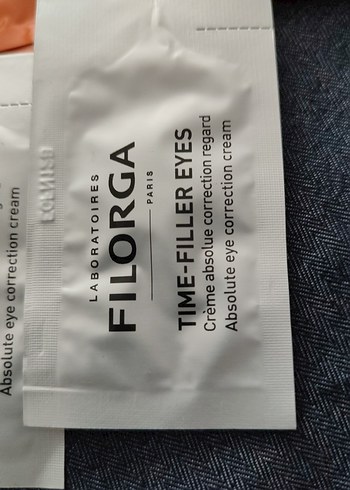 LABORATOIRES
FILORGA
PARIS
TIME-FILLER EYES
Crème absolue correction regard
Absolute eye correction cream
Absolute eye correction cream